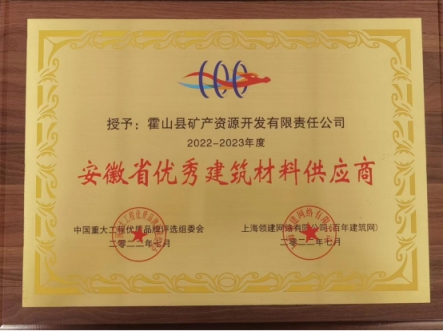 授予：霍山县矿产资源开发有限责任公司
2022-2023年度
安徽省优秀建筑材料供应商
中国重大工程优质品牌评选组委会
上海领建网络有限公司(百年建筑网)
二〇二二年七月
二〇二二年七月